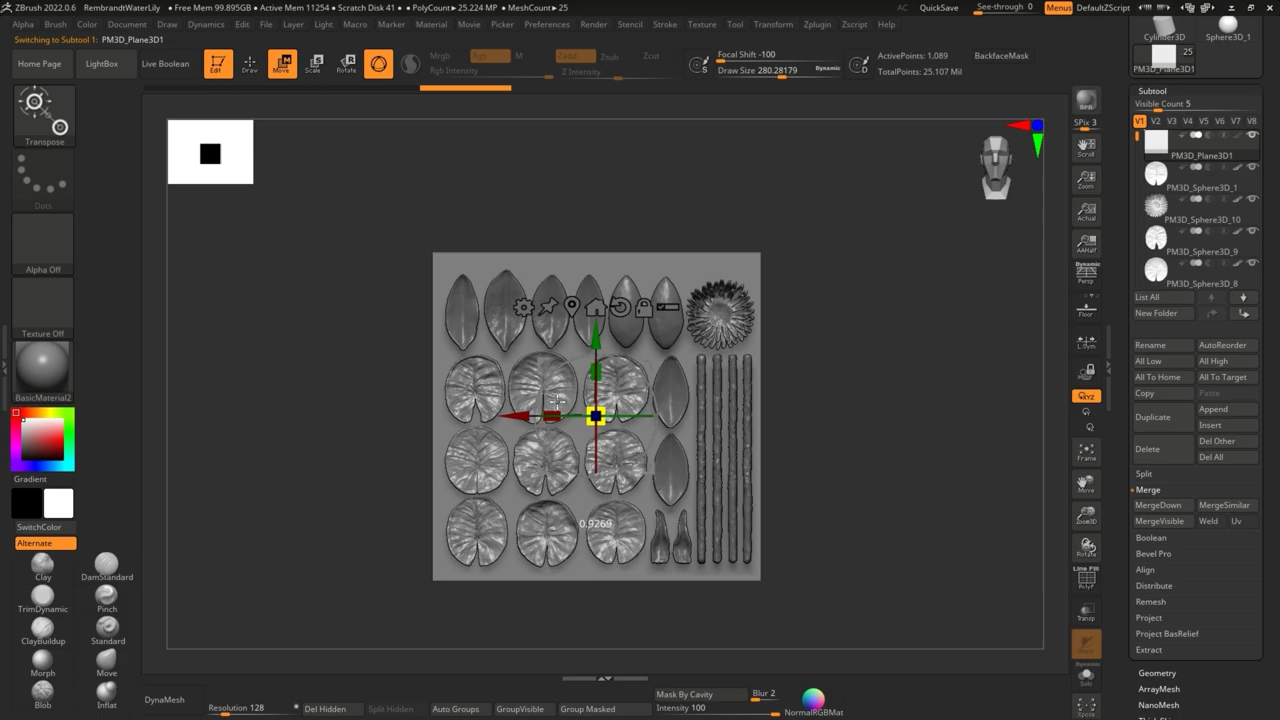 ZBrush 2022.0.6 RembrandtWaterLily • Free Mem 99.895GB • Active Mem 11254 • Scratch Disk 41 • PolyCount▸25.224 MP • MeshCount▸25 AC QuickSave See-through 0 Menus DefaultZScript
Alpha Brush Color Document Draw Dynamics Edit File Layer Light Macro Marker Material Movie Picker Preferences Render Stencil Stroke Texture Tool Transform Zplugin Zscript Help
Switching to Subtool 1: PM3D_Plane3D1
Home Page LightBox Live Boolean Edit Draw Move Scale Rotate
Mrgb Rgb M Zadd Zsub Zcut
Rgb Intensity Z Intensity
Focal Shift -100
Draw Size 280.28179 Dynamic
ActivePoints: 1,089 BackfaceMask
TotalPoints: 25.107 Mil
Transpose
Dots
Alpha Off
Texture Off
BasicMaterial2
Gradient
SwitchColor
Alternate
Clay DamStandard
TrimDynamic Pinch
ClayBuildup Standard
Morph Move
Blob Inflat
0.9269
DynaMesh Resolution 128 Del Hidden Split Hidden Auto Groups GroupVisible Group Masked
Mask By Cavity Blur 2
Intensity 100 NormalRGBMat
BPR
SPix 3
Scroll
Zoom
Actual
AAHalf
Dynamic
Persp
Floor
L.Sym
XYZ
Frame
Move
Zoom3D
Rotate
Line Fill
PolyF
Transp
Dynamic
Solo
Xpose
Cylinder3D Sphere3D_1
25
PM3D_Plane3D1
Subtool
Visible Count 5
V1 V2 V3 V4 V5 V6 V7 V8
PM3D_Plane3D1
PM3D_Sphere3D_1
PM3D_Sphere3D_10
PM3D_Sphere3D_9
PM3D_Sphere3D_8
List All
New Folder
Rename AutoReorder
All Low All High
All To Home All To Target
Copy Paste
Duplicate Append
Insert
Delete Del Other
Del All
Split
Merge
MergeDown MergeSimilar
MergeVisible Weld Uv
Boolean
Bevel Pro
Align
Distribute
Remesh
Project
Project BasRelief
Extract
Geometry
ArrayMesh
NanoMesh